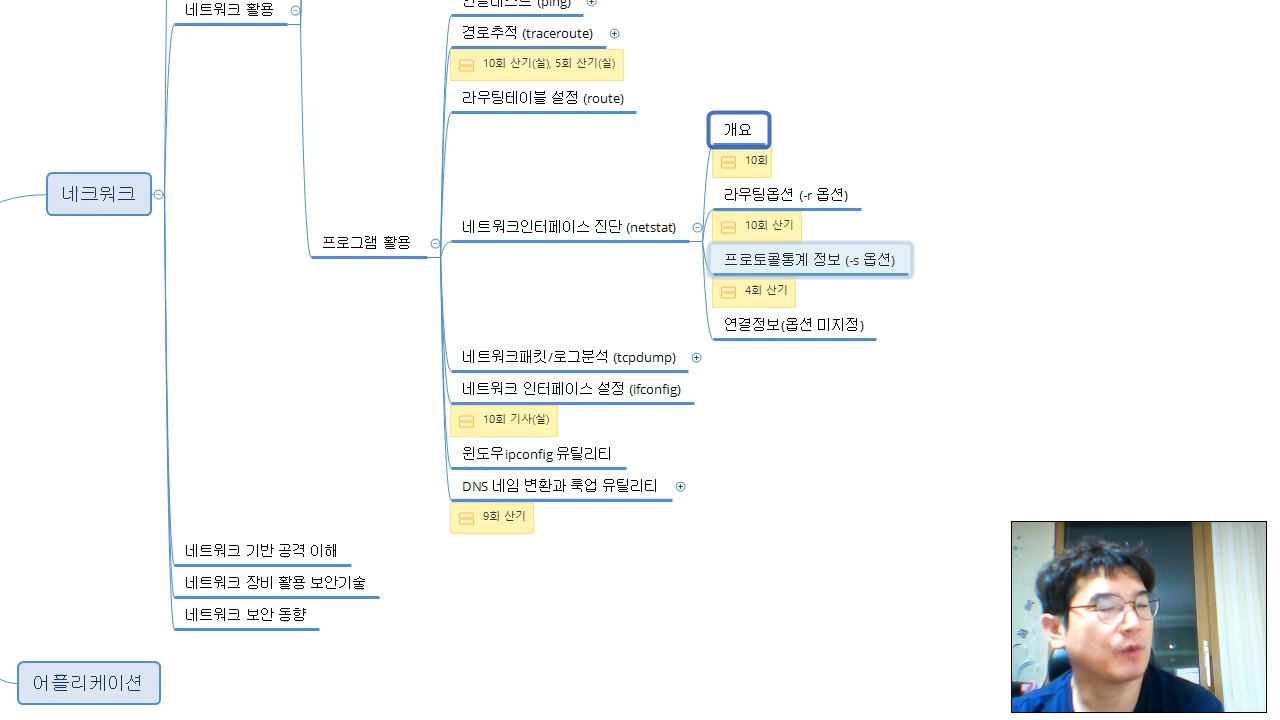 네트워크 활용
(ping)
경로추적 (traceroute)
10회 산기(실), 5회 산기(실)
라우팅테이블 설정 (route)
개요
10회
네크워크
라우팅옵션 (-r 옵션)
10회 산기
네트워크인터페이스 진단 (netstat)
프로그램 활용
프로토콜통계 정보 (-s 옵션)
4회 산기
연결정보(옵션 미지정)
네트워크패킷/로그분석 (tcpdump)
네트워크 인터페이스 설정 (ifconfig)
10회 기사(실)
윈도우ipconfig 유틸리티
DNS 네임 변환과 룩업 유틸리티
9회 산기
네트워크 기반 공격 이해
네트워크 장비 활용 보안기술
네트워크 보안 동향
어플리케이션